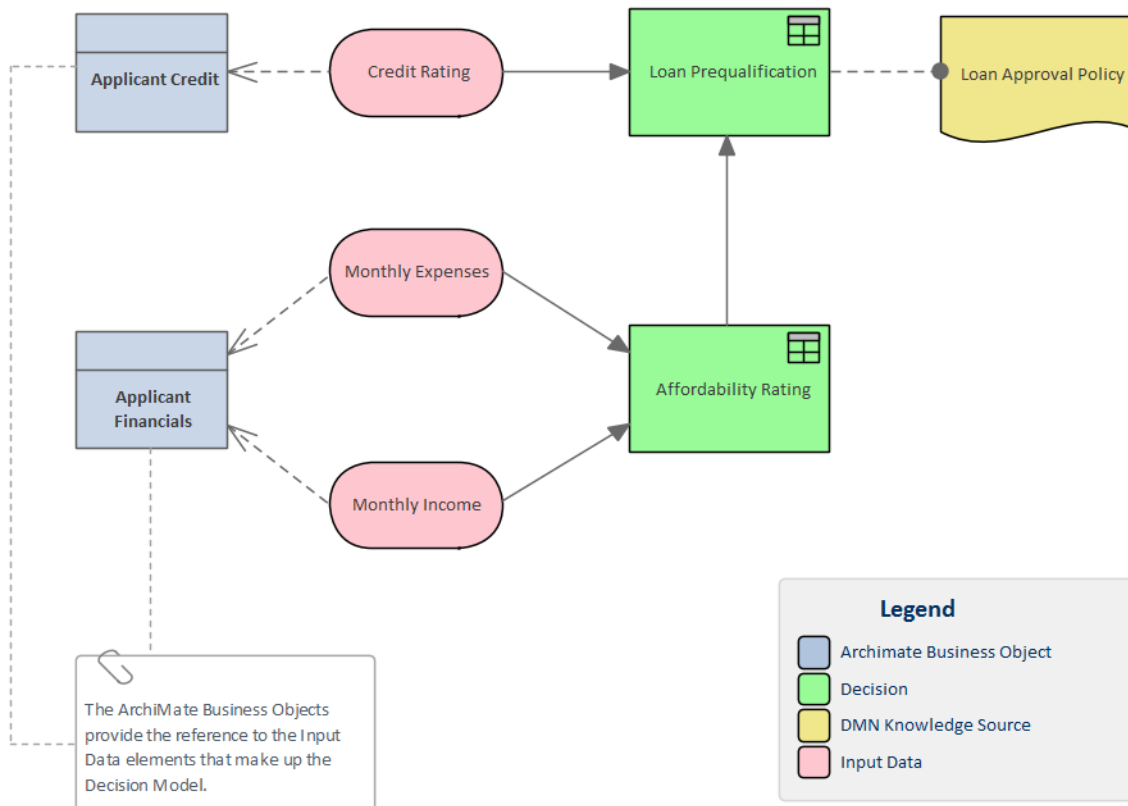 Applicant Credit
Credit Rating
Loan Prequalification
Loan Approval Policy
Monthly Expenses
Applicant
Financials
Affordability Rating
Monthly Income
The ArchiMate Business Objects
provide the reference to the Input
Data elements that make up the
Decision Model.
Legend
Archimate Business Object
Decision
DMN Knowledge Source
Input Data